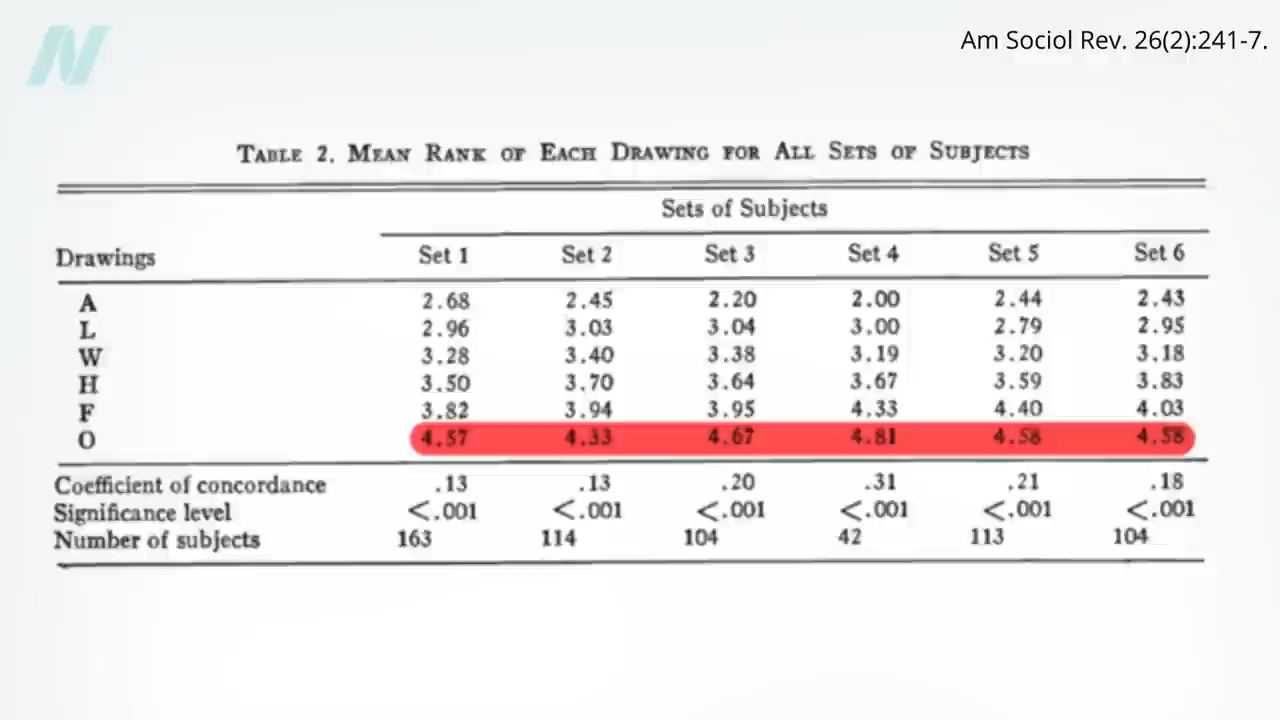 Am Sociol Rev. 26(2):241-7.
TABLE 2. MEAN RANK OF EACH DRAWING FOR ALL SETS OF SUBJECTS
Sets of Subjects
Drawings Set 1 Set 2 Set 3 Set 4 Set 5 Set 6
A 2.68 2.45 2.20 2.00 2.44 2.43
L 2.96 3.03 3.04 3.00 2.79 2.95
W 3.28 3.40 3.38 3.19 3.20 3.18
H 3.50 3.70 3.64 3.67 3.59 3.83
F 3.82 3.94 3.95 4.33 4.40 4.03
O 4.57 4.33 4.67 4.81 4.58 4.58
Coefficient of concordance .13 .13 .20 .31 .21 .18
Significance level <.001 <.001 <.001 <.001 <.001 <.001
Number of subjects 163 114 104 42 113 104